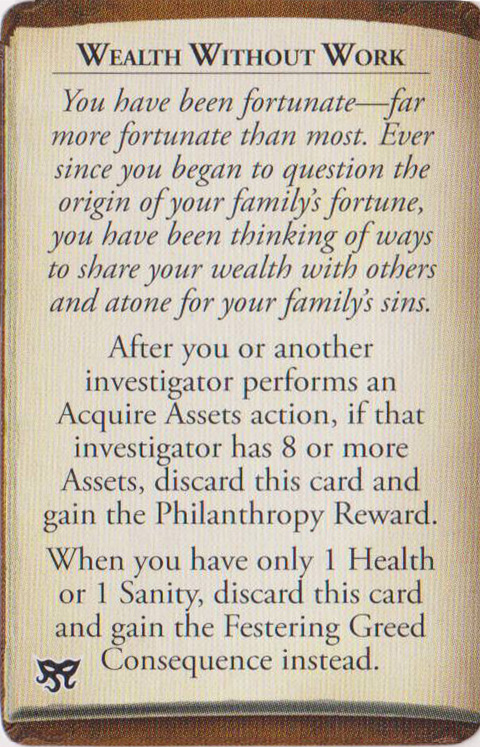 Wealth Without Work
You have been fortunate—far
more fortunate than most. Ever
since you began to question the
origin of your family's fortune,
you have been thinking of ways
to share your wealth with others
and atone for your family's sins.
After you or another
investigator performs an
Acquire Assets action, if that
investigator has 8 or more
Assets, discard this card and
gain the Philanthropy Reward.
When you have only 1 Health
or 1 Sanity, discard this card
and gain the Festering Greed
Consequence instead.